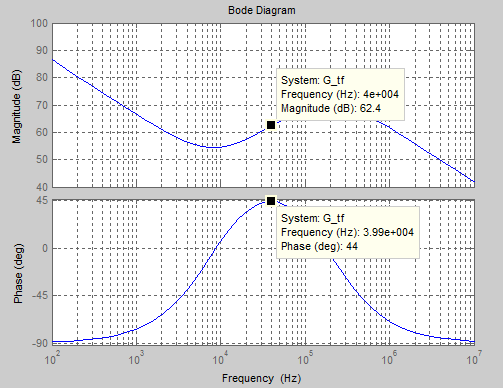 Bode Diagram
100
90
80
70
60
50
40
Magnitude (dB)
System: G_tf
Frequency (Hz): 4e+004
Magnitude (dB): 62.4
45
0
-45
-90
Phase (deg)
System: G_tf
Frequency (Hz): 3.99e+004
Phase (deg): 44
10^2 10^3 10^4 10^5 10^6 10^7
Frequency (Hz)